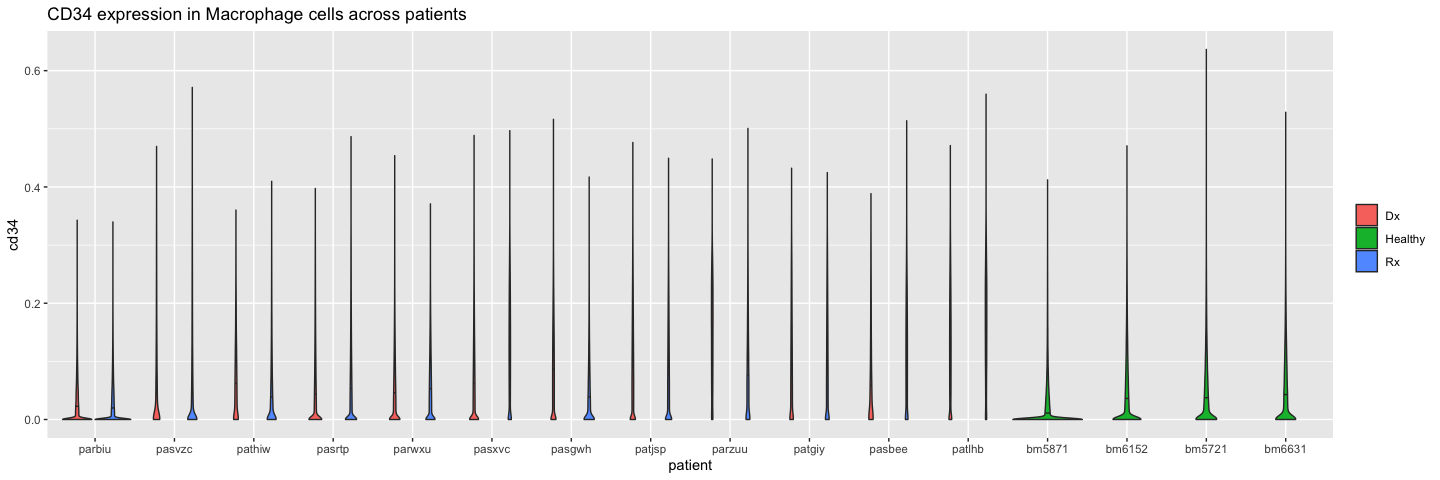 CD34 expression in Macrophage cells across patients
cd34
0.6
0.4
0.2
0.0
parbiu pasvzc pathiw pasrtp parwxu pasxvc pasgwh patjsp parzuu patgiy pasbee patlhb bm5871 bm6152 bm5721 bm6631
patient
Dx
Healthy
Rx